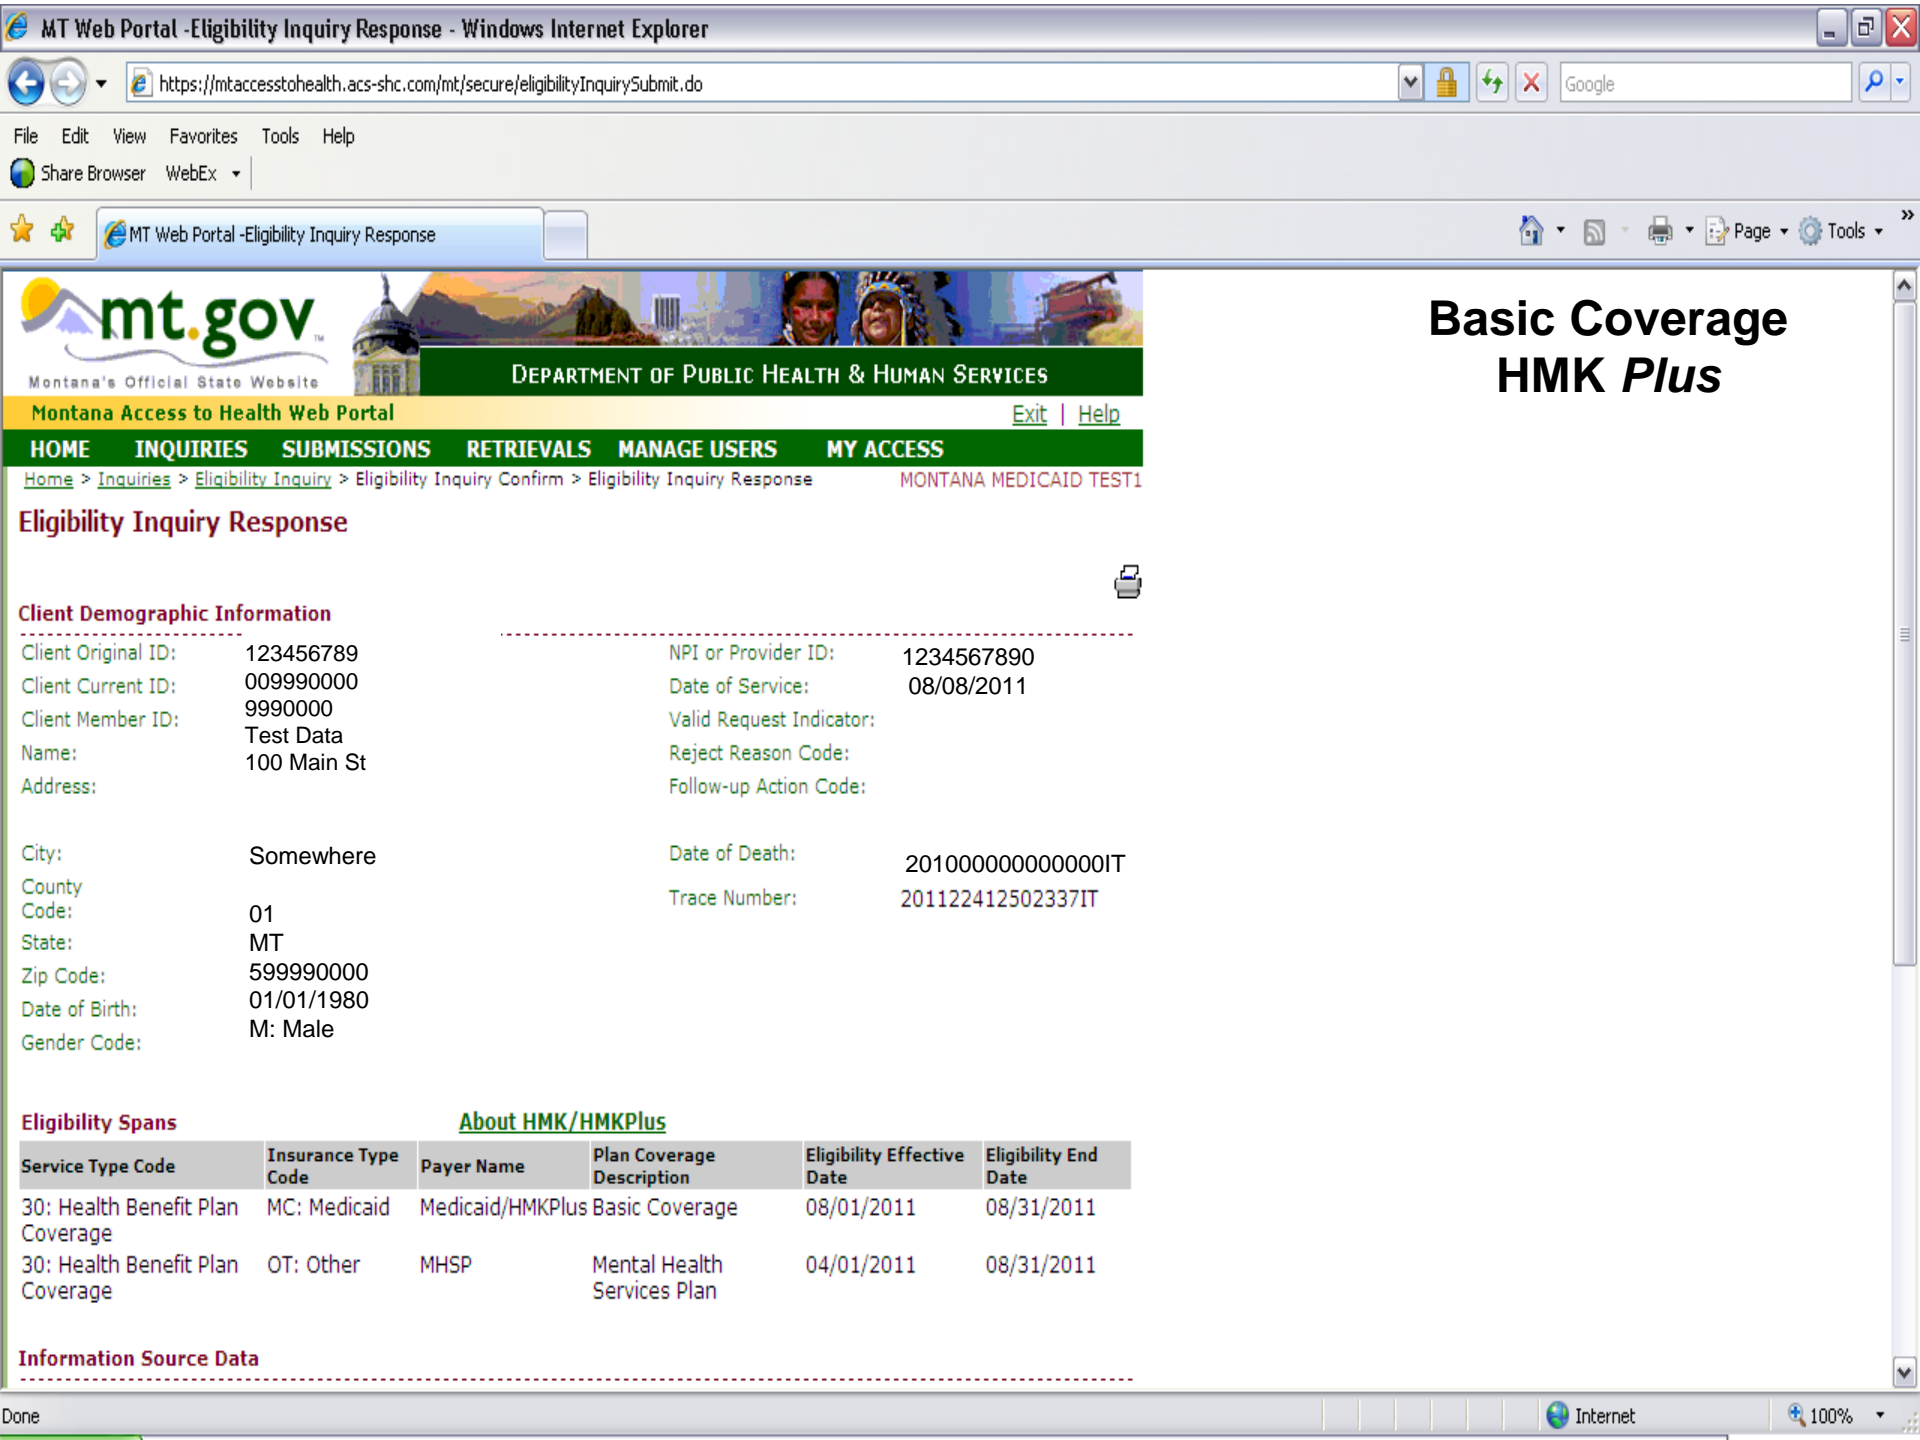 MT Web Portal -Eligibility Inquiry Response - Windows Internet Explorer
https://mtaccesstohealth.acs-shc.com/mt/secure/eligibilityInquirySubmit.do
Google
File Edit View Favorites Tools Help
Share Browser WebEx
MT Web Portal -Eligibility Inquiry Response
Page Tools »
mt.gov™
Montana's Official State Website
DEPARTMENT OF PUBLIC HEALTH & HUMAN SERVICES
Basic Coverage
HMK Plus
Montana Access to Health Web Portal
Exit | Help
HOME INQUIRIES SUBMISSIONS RETRIEVALS MANAGE USERS MY ACCESS
Home > Inquiries > Eligibility Inquiry > Eligibility Inquiry Confirm > Eligibility Inquiry Response MONTANA MEDICAID TEST1
Eligibility Inquiry Response
Client Demographic Information
Client Original ID: 123456789 NPI or Provider ID: 1234567890
Client Current ID: 009990000 Date of Service: 08/08/2011
Client Member ID: 9990000 Valid Request Indicator:
Name: Test Data Reject Reason Code:
Address: 100 Main St Follow-up Action Code:
City: Somewhere Date of Death: 201000000000000IT
County
Code: 01 Trace Number: 201122412502337IT
State: MT
Zip Code: 599990000
Date of Birth: 01/01/1980
Gender Code: M: Male
Eligibility Spans About HMK/HMKPlus
Service Type Code Insurance Type Code Payer Name Plan Coverage Description Eligibility Effective Date Eligibility End Date
30: Health Benefit Plan Coverage MC: Medicaid Medicaid/HMKPlus Basic Coverage 08/01/2011 08/31/2011
30: Health Benefit Plan Coverage OT: Other MHSP Mental Health Services Plan 04/01/2011 08/31/2011
Information Source Data
Done Internet 100%